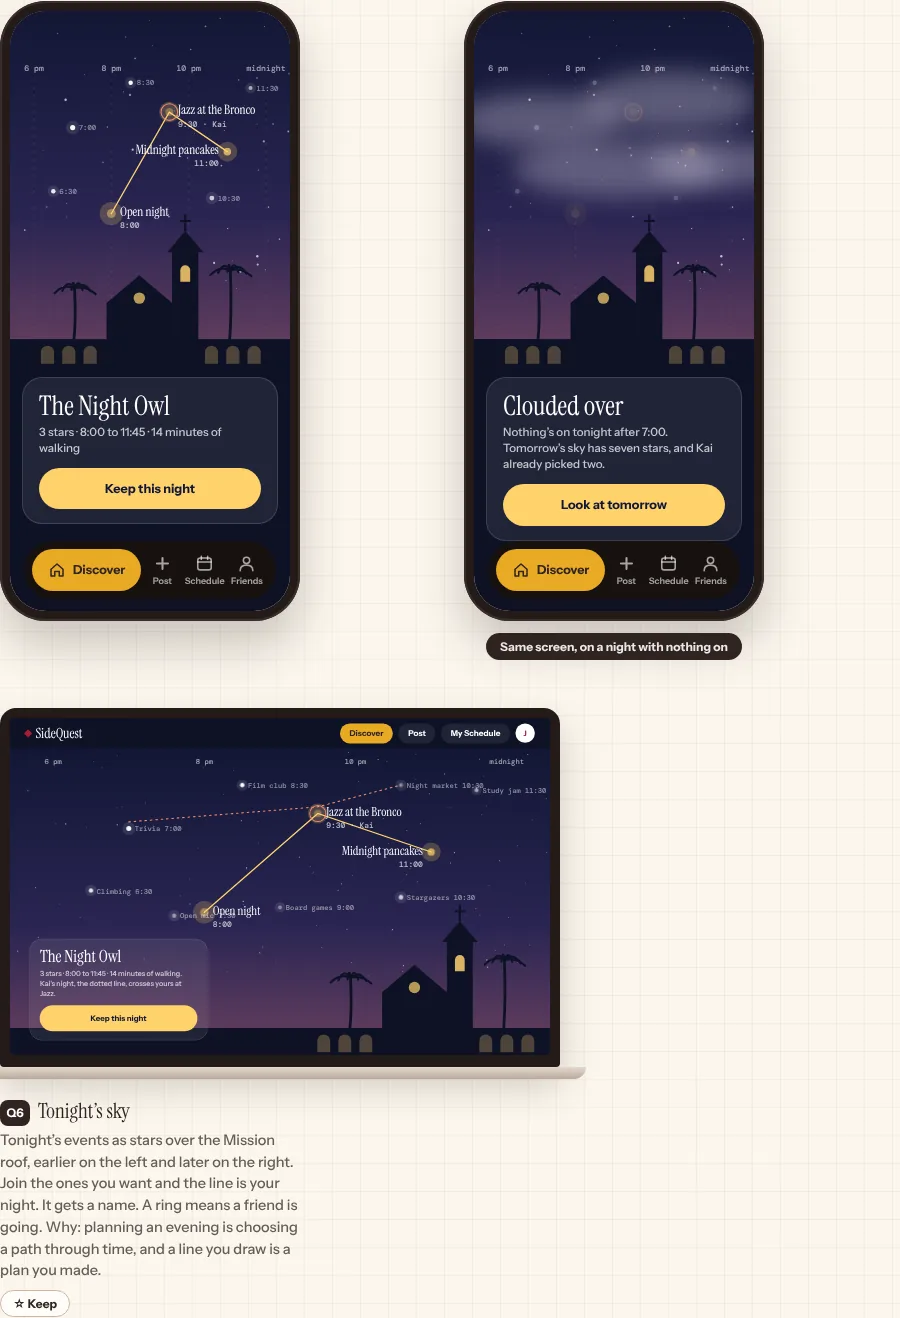 6 pm
8 pm
10 pm
midnight
8:30
11:30
Jazz at the Bronco
9:30 · Kai
7:00
Midnight pancakes
11:00
6:30
10:30
Open night
8:00
The Night Owl
3 stars · 8:00 to 11:45 · 14 minutes of
walking
Keep this night
Discover
Post
Schedule
Friends
6 pm
8 pm
10 pm
midnight
Clouded over
Nothing's on tonight after 7:00.
Tomorrow's sky has seven stars, and Kai
already picked two.
Look at tomorrow
Discover
Post
Schedule
Friends
Same screen, on a night with nothing on
SideQuest
Discover
Post
My Schedule
J
6 pm
8 pm
10 pm
midnight
Film club 8:30
Night market 10:30
Study jam 11:30
Jazz at the Bronco
9:30 · Kai
Trivia 7:00
Midnight pancakes
11:00
Climbing 6:30
Stargazers 10:30
Board games 9:00
Open night
8:00
The Night Owl
3 stars · 8:00 to 11:45 · 14 minutes of walking.
Kai's night, the dotted line, crosses yours at
Jazz.
Keep this night
Q6 Tonight's sky
Tonight's events as stars over the Mission
roof, earlier on the left and later on the right.
Join the ones you want and the line is your
night. It gets a name. A ring means a friend is
going. Why: planning an evening is choosing
a path through time, and a line you draw is a
plan you made.
☆ Keep